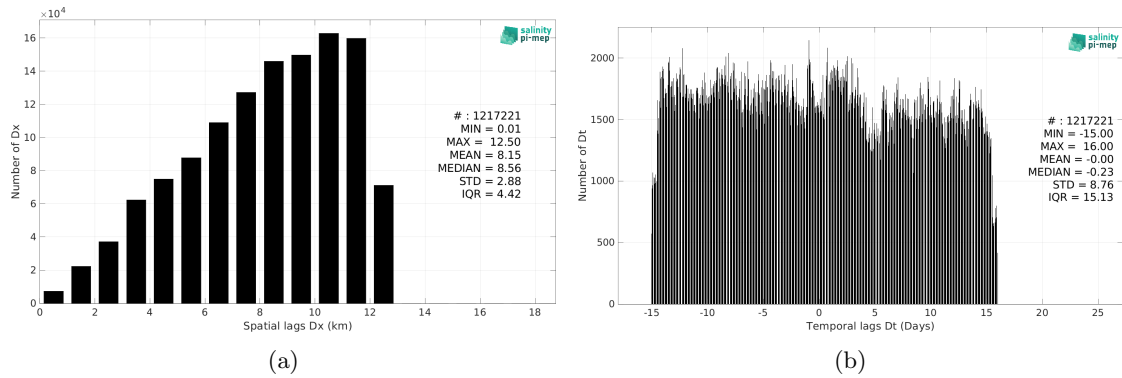 ×10⁴
16
14
12
10
8
6
4
2
0
Number of Dx
0 2 4 6 8 10 12 14 16 18
Spatial lags Dx (km)
salinity
pi-mep
# : 1217221
MIN = 0.01
MAX = 12.50
MEAN = 8.15
MEDIAN = 8.56
STD = 2.88
IQR = 4.42
(a)
2000
1500
1000
500
0
Number of Dt
-15 -10 -5 0 5 10 15 20 25
Temporal lags Dt (Days)
salinity
pi-mep
# : 1217221
MIN = -15.00
MAX = 16.00
MEAN = -0.00
MEDIAN = -0.23
STD = 8.76
IQR = 15.13
(b)